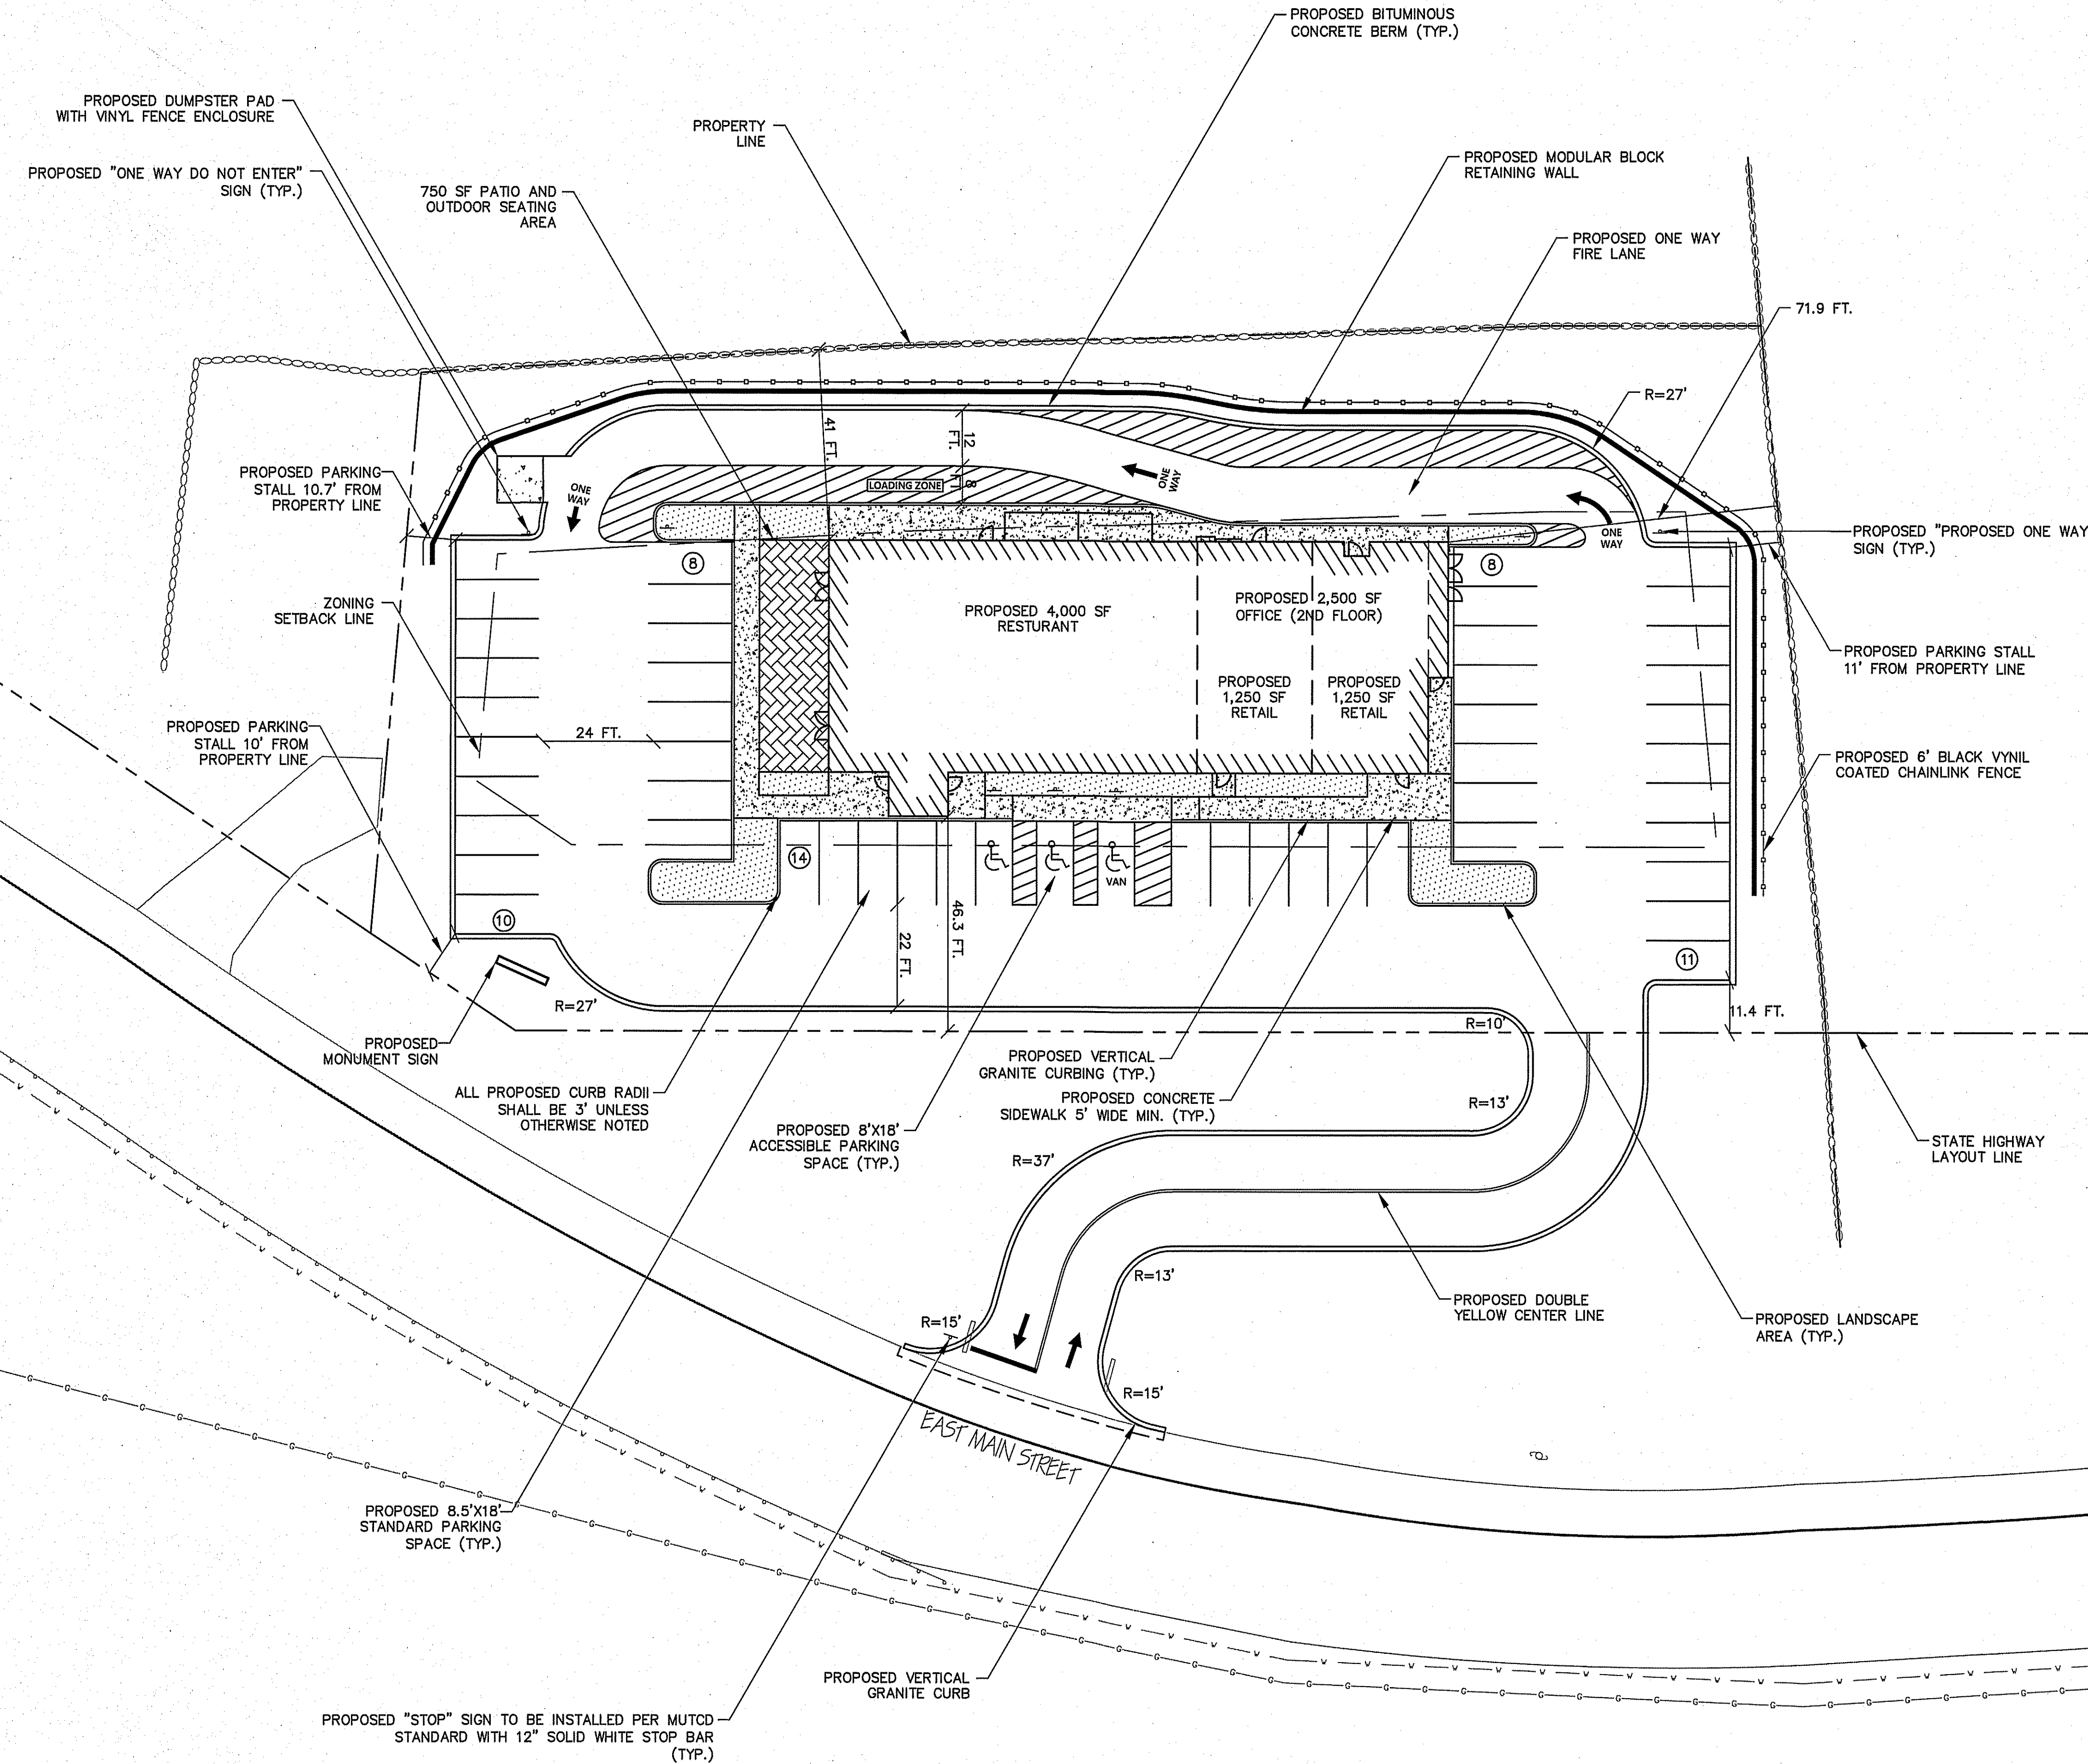 PROPOSED BITUMINOUS
CONCRETE BERM (TYP.)
PROPOSED DUMPSTER PAD
WITH VINYL FENCE ENCLOSURE
PROPERTY
LINE
PROPOSED MODULAR BLOCK
RETAINING WALL
PROPOSED "ONE WAY DO NOT ENTER"
SIGN (TYP.)
750 SF PATIO AND
OUTDOOR SEATING
AREA
PROPOSED ONE WAY
FIRE LANE
71.9 FT.
R=27'
41 FT.
12
FT.
PROPOSED PARKING
STALL 10.7' FROM
PROPERTY LINE
ONE
WAY
LOADING ZONE
ONE
WAY
ONE
WAY
PROPOSED "PROPOSED ONE WAY
SIGN (TYP.)
8
8
ZONING
SETBACK LINE
PROPOSED 4,000 SF
RESTURANT
PROPOSED 2,500 SF
OFFICE (2ND FLOOR)
PROPOSED PARKING STALL
11' FROM PROPERTY LINE
PROPOSED
1,250 SF
RETAIL
PROPOSED
1,250 SF
RETAIL
PROPOSED PARKING
STALL 10' FROM
PROPERTY LINE
24 FT.
PROPOSED 6' BLACK VYNIL
COATED CHAINLINK FENCE
14
VAN
10
46.3 FT.
22 FT.
11
R=27'
R=10'
11.4 FT.
PROPOSED
MONUMENT SIGN
PROPOSED VERTICAL
GRANITE CURBING (TYP.)
ALL PROPOSED CURB RADII
SHALL BE 3' UNLESS
OTHERWISE NOTED
PROPOSED CONCRETE
SIDEWALK 5' WIDE MIN. (TYP.)
R=13'
PROPOSED 8'X18'
ACCESSIBLE PARKING
SPACE (TYP.)
R=37'
STATE HIGHWAY
LAYOUT LINE
R=13'
PROPOSED DOUBLE
YELLOW CENTER LINE
PROPOSED LANDSCAPE
AREA (TYP.)
R=15'
R=15'
EAST MAIN STREET
PROPOSED 8.5'X18'
STANDARD PARKING
SPACE (TYP.)
PROPOSED VERTICAL
GRANITE CURB
PROPOSED "STOP" SIGN TO BE INSTALLED PER MUTCD
STANDARD WITH 12" SOLID WHITE STOP BAR
(TYP.)